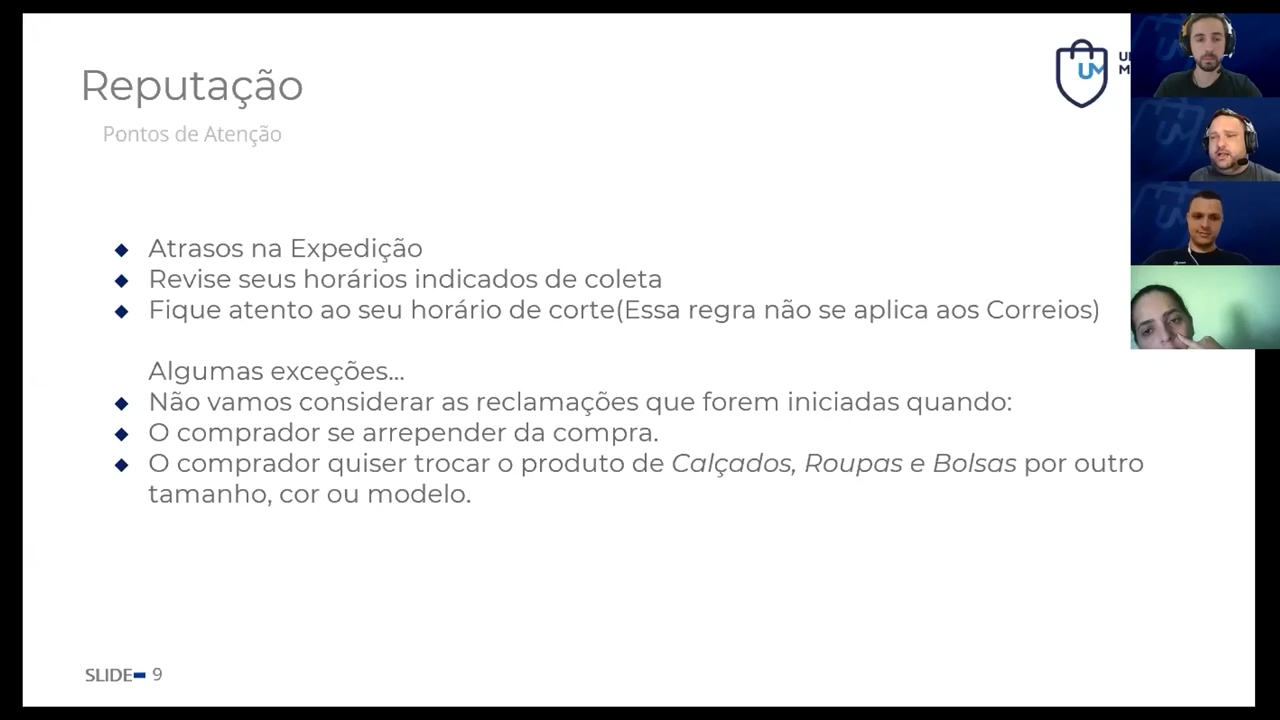 Reputação
Pontos de Atenção
UM
Atrasos na Expedição
Revise seus horários indicados de coleta
Fique atento ao seu horário de corte(Essa regra não se aplica aos Correios)
Algumas exceções...
Não vamos considerar as reclamações que forem iniciadas quando:
O comprador se arrepender da compra.
O comprador quiser trocar o produto de Calçados, Roupas e Bolsas por outro
tamanho, cor ou modelo.
SLIDE 9